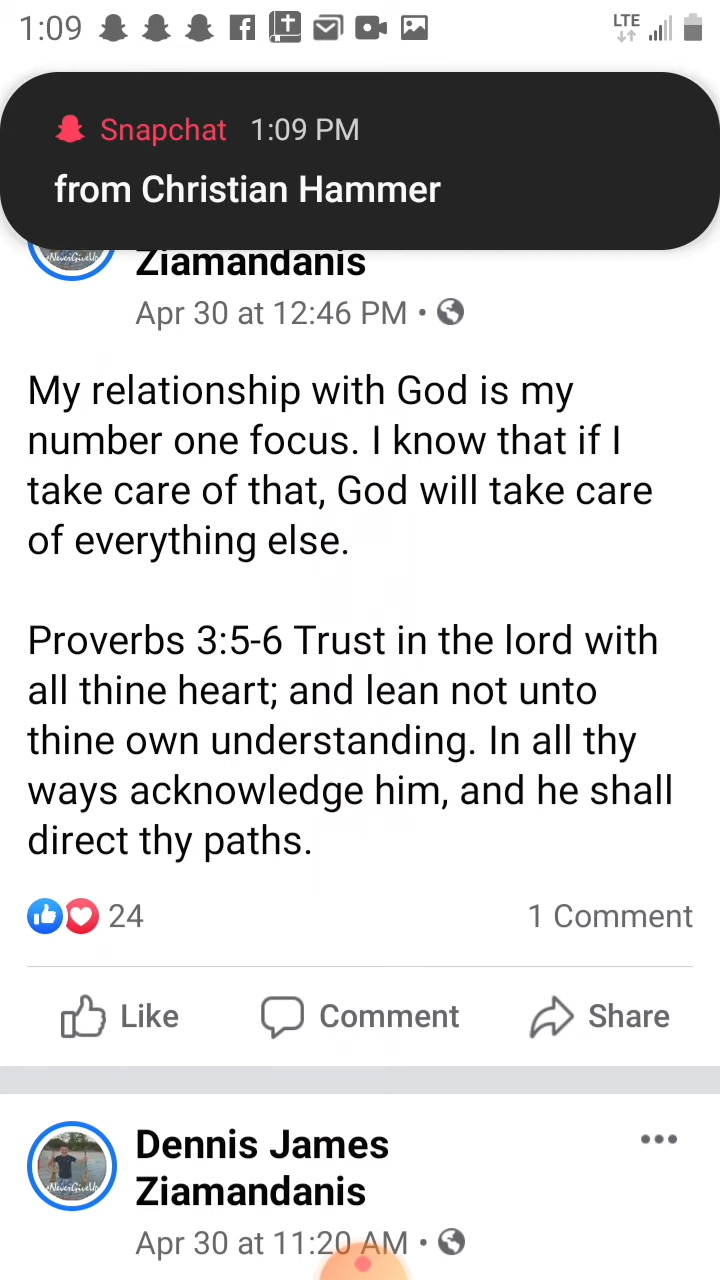 1:09
LTE
Snapchat 1:09 PM
from Christian Hammer
#NeverGiveUp
Ziamandanis
Apr 30 at 12:46 PM •
My relationship with God is my
number one focus. I know that if I
take care of that, God will take care
of everything else.
Proverbs 3:5-6 Trust in the lord with
all thine heart; and lean not unto
thine own understanding. In all thy
ways acknowledge him, and he shall
direct thy paths.
24
1 Comment
Like
Comment
Share
Dennis James
Ziamandanis
#NeverGiveUp
Apr 30 at 11:20 AM •